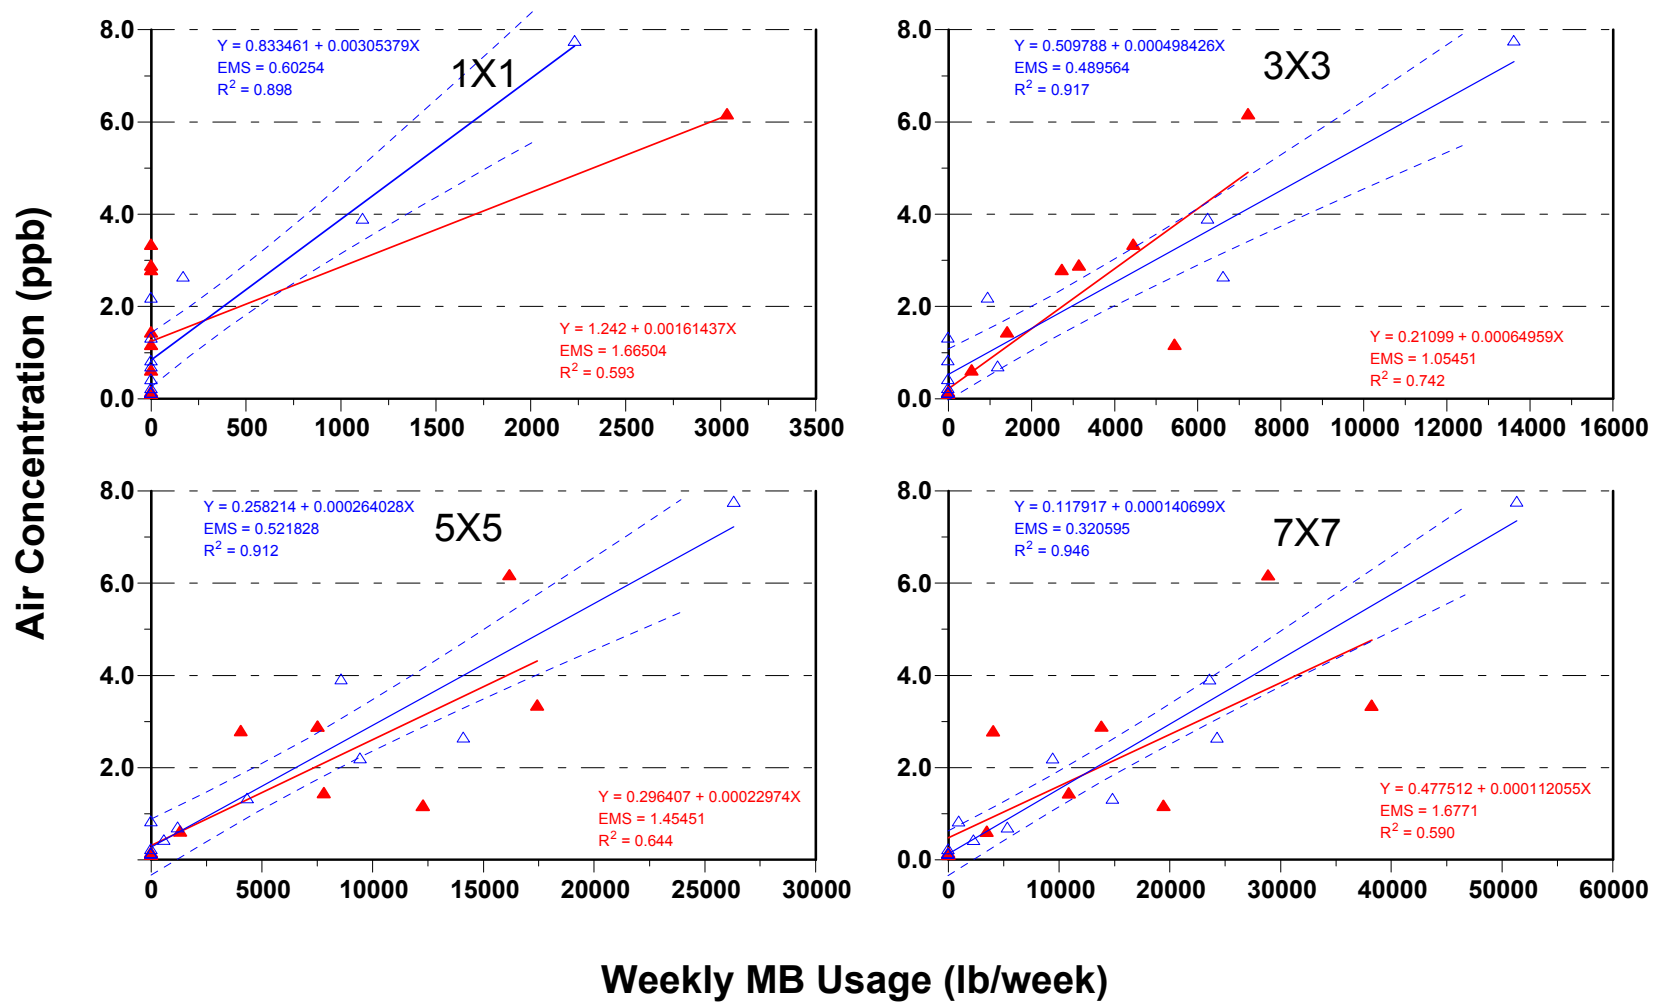 Air Concentration (ppb)
8.0
6.0
4.0
2.0
0.0
Y = 0.833461 + 0.00305379X
EMS = 0.60254
R² = 0.898
1X1
Y = 1.242 + 0.00161437X
EMS = 1.66504
R² = 0.593
0 500 1000 1500 2000 2500 3000 3500
8.0
6.0
4.0
2.0
0.0
Y = 0.509788 + 0.000498426X
EMS = 0.489564
R² = 0.917
3X3
Y = 0.21099 + 0.00064959X
EMS = 1.05451
R² = 0.742
0 2000 4000 6000 8000 10000 12000 14000 16000
8.0
6.0
4.0
2.0
Y = 0.258214 + 0.000264028X
EMS = 0.521828
R² = 0.912
5X5
Y = 0.296407 + 0.00022974X
EMS = 1.45451
R² = 0.644
0 5000 10000 15000 20000 25000 30000
8.0
6.0
4.0
2.0
0.0
Y = 0.117917 + 0.000140699X
EMS = 0.320595
R² = 0.946
7X7
Y = 0.477512 + 0.000112055X
EMS = 1.6771
R² = 0.590
0 10000 20000 30000 40000 50000 60000
Weekly MB Usage (lb/week)